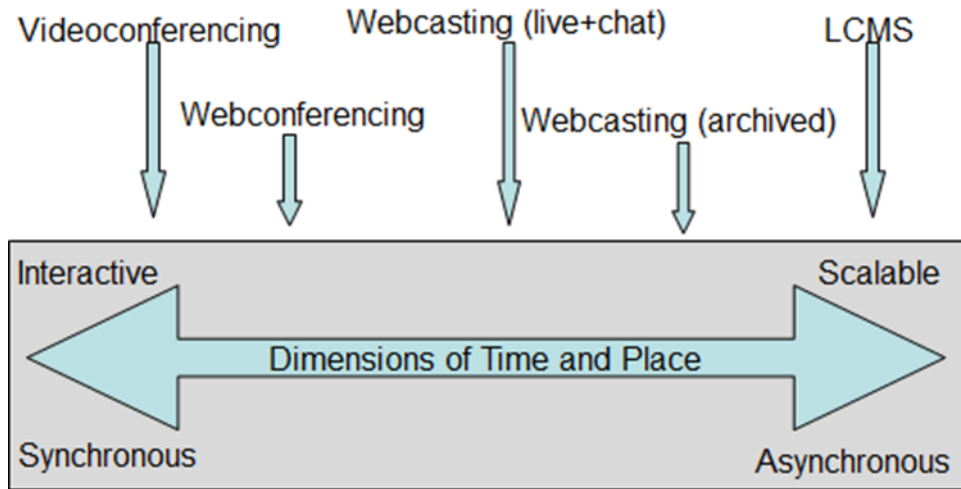 Videoconferencing
Webcasting (live+chat)
LCMS
Webconferencing
Webcasting (archived)
Interactive
Scalable
Dimensions of Time and Place
Synchronous
Asynchronous